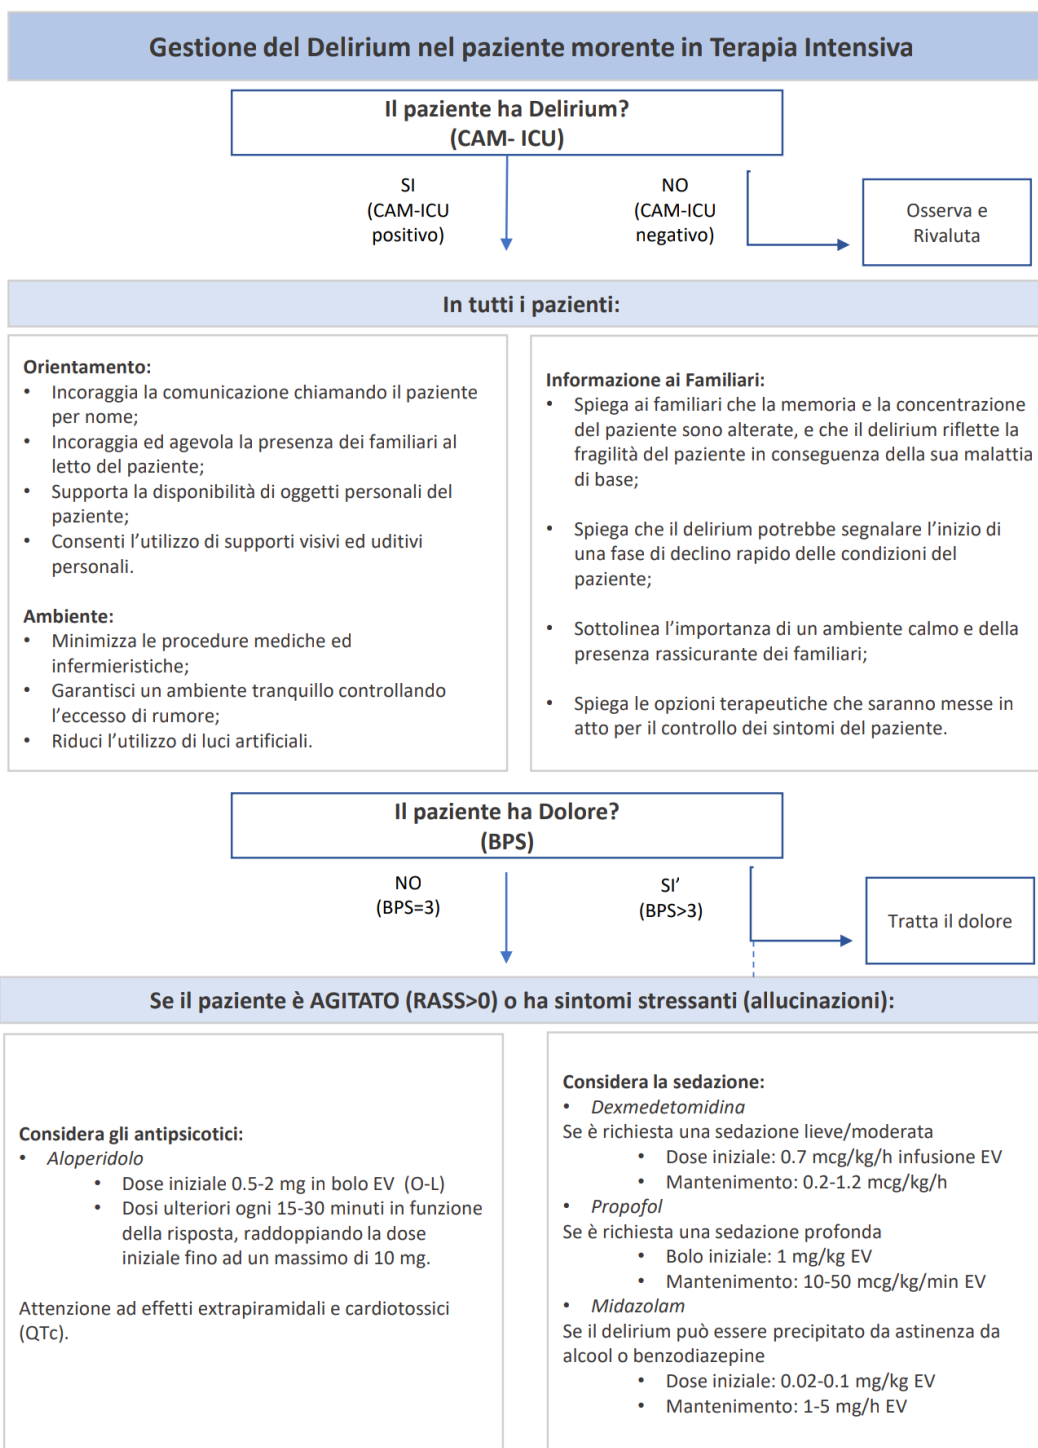 Gestione del Delirium nel paziente morente in Terapia Intensiva
Il paziente ha Delirium?
(CAM- ICU)
SI
(CAM-ICU
positivo)
NO
(CAM-ICU
negativo)
Osserva e
Rivaluta
In tutti i pazienti:
Orientamento:
• Incoraggia la comunicazione chiamando il paziente
per nome;
• Incoraggia ed agevola la presenza dei familiari al
letto del paziente;
• Supporta la disponibilità di oggetti personali del
paziente;
• Consenti l’utilizzo di supporti visivi ed uditivi
personali.
Ambiente:
• Minimizza le procedure mediche ed
infermieristiche;
• Garantisci un ambiente tranquillo controllando
l’eccesso di rumore;
• Riduci l’utilizzo di luci artificiali.
Informazione ai Familiari:
• Spiega ai familiari che la memoria e la concentrazione
del paziente sono alterate, e che il delirium riflette la
fragilità del paziente in conseguenza della sua malattia
di base;
• Spiega che il delirium potrebbe segnalare l’inizio di
una fase di declino rapido delle condizioni del
paziente;
• Sottolinea l’importanza di un ambiente calmo e della
presenza rassicurante dei familiari;
• Spiega le opzioni terapeutiche che saranno messe in
atto per il controllo dei sintomi del paziente.
Il paziente ha Dolore?
(BPS)
NO
(BPS=3)
SI’
(BPS>3)
Tratta il dolore
Se il paziente è AGITATO (RASS>0) o ha sintomi stressanti (allucinazioni):
Considera gli antipsicotici:
• Aloperidolo
• Dose iniziale 0.5-2 mg in bolo EV (O-L)
• Dosi ulteriori ogni 15-30 minuti in funzione
della risposta, raddoppiando la dose
iniziale fino ad un massimo di 10 mg.
Attenzione ad effetti extrapiramidali e cardiotossici
(QTc).
Considera la sedazione:
• Dexmedetomidina
Se è richiesta una sedazione lieve/moderata
• Dose iniziale: 0.7 mcg/kg/h infusione EV
• Mantenimento: 0.2-1.2 mcg/kg/h
• Propofol
Se è richiesta una sedazione profonda
• Bolo iniziale: 1 mg/kg EV
• Mantenimento: 10-50 mcg/kg/min EV
• Midazolam
Se il delirium può essere precipitato da astinenza da
alcool o benzodiazepine
• Dose iniziale: 0.02-0.1 mg/kg EV
• Mantenimento: 1-5 mg/h EV